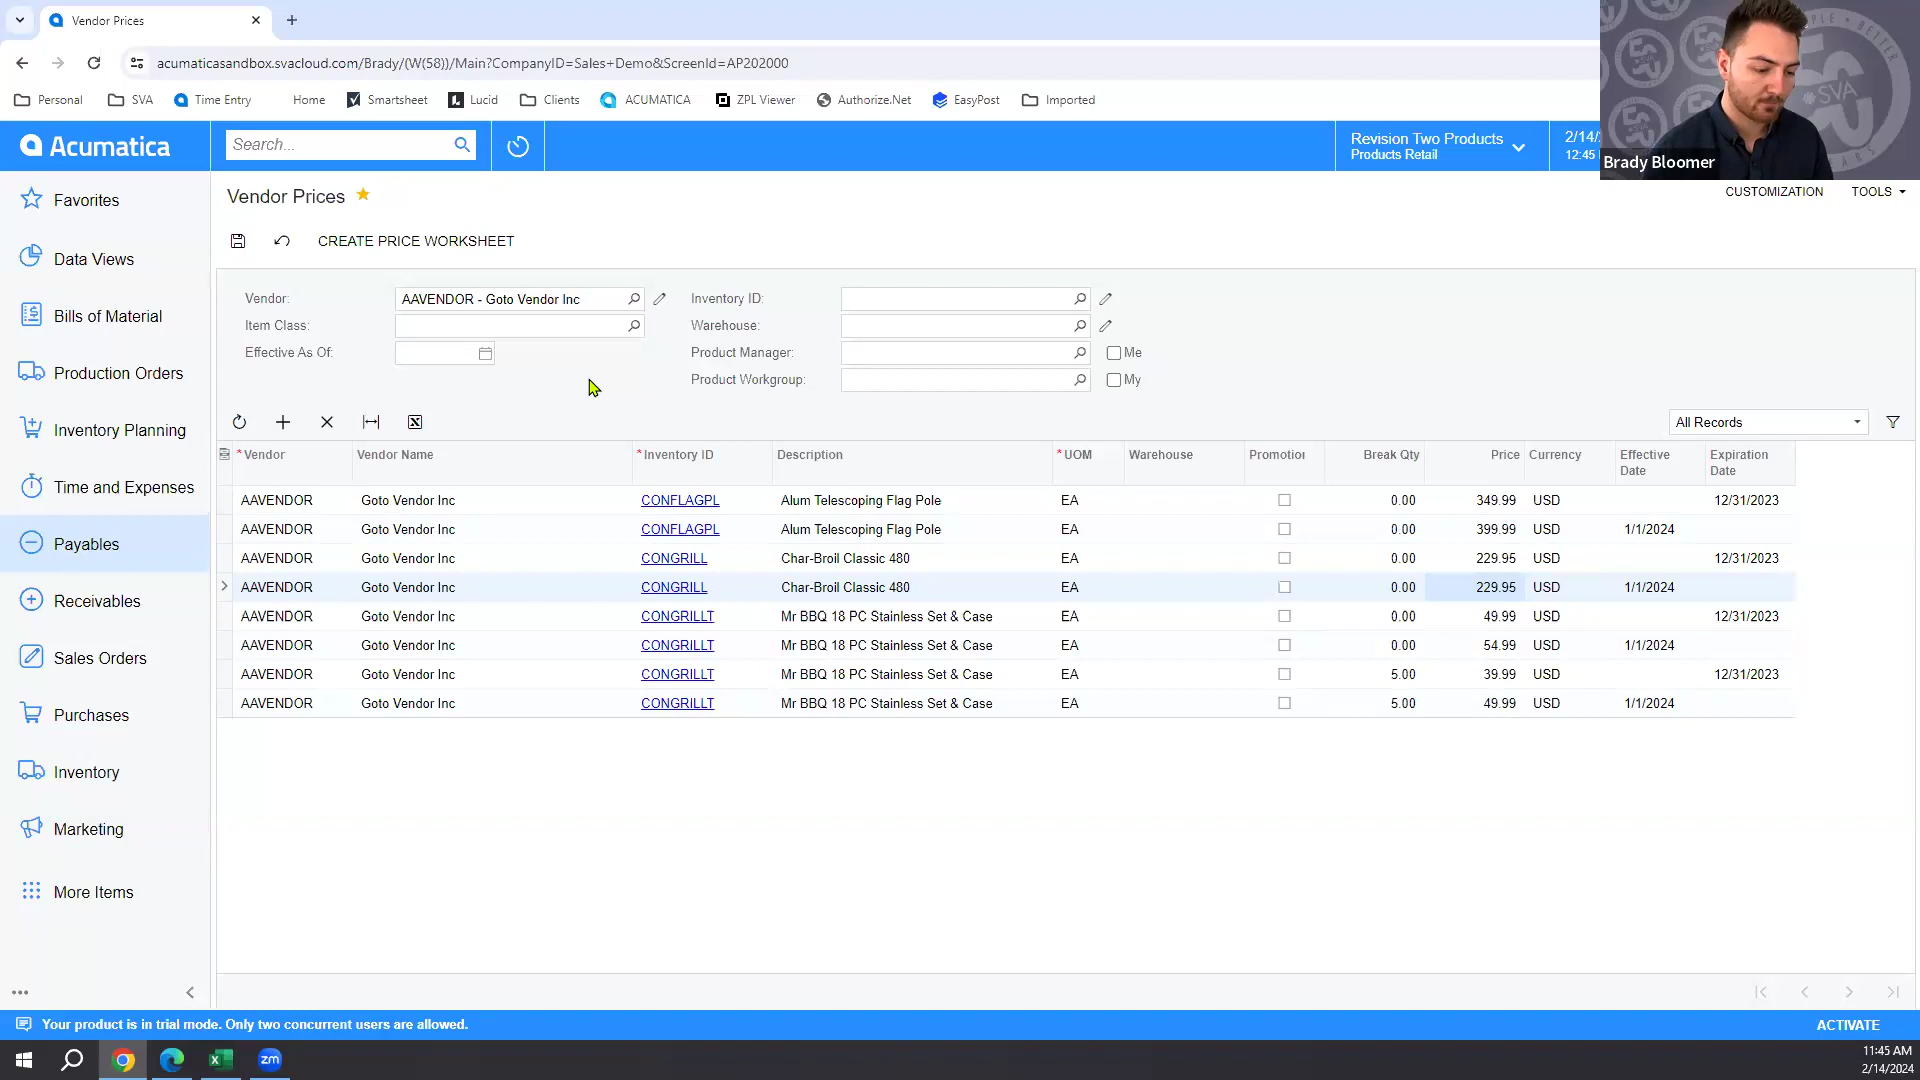 Vendor Prices
acumaticasandbox.svacloud.com/Brady/(W(58))/Main?CompanyID=Sales+Demo&ScreenId=AP202000
Personal SVA Time Entry Home Smartsheet Lucid Clients ACUMATICA ZPL Viewer Authorize.Net EasyPost Imported
Acumatica Search... Revision Two Products 2/14/
Products Retail 12:45
Brady Bloomer
SVA
Vendor Prices CUSTOMIZATION TOOLS
CREATE PRICE WORKSHEET
Vendor: AAVENDOR - Goto Vendor Inc Inventory ID:
Item Class: Warehouse:
Effective As Of: Product Manager: Me
Product Workgroup: My
All Records
* Vendor Vendor Name * Inventory ID Description * UOM Warehouse Promotion Break Qty Price Currency Effective Date Expiration Date
AAVENDOR Goto Vendor Inc CONFLAGPL Alum Telescoping Flag Pole EA 0.00 349.99 USD 12/31/2023
AAVENDOR Goto Vendor Inc CONFLAGPL Alum Telescoping Flag Pole EA 0.00 399.99 USD 1/1/2024
AAVENDOR Goto Vendor Inc CONGRILL Char-Broil Classic 480 EA 0.00 229.95 USD 12/31/2023
AAVENDOR Goto Vendor Inc CONGRILL Char-Broil Classic 480 EA 0.00 229.95 USD 1/1/2024
AAVENDOR Goto Vendor Inc CONGRILLT Mr BBQ 18 PC Stainless Set & Case EA 0.00 49.99 USD 12/31/2023
AAVENDOR Goto Vendor Inc CONGRILLT Mr BBQ 18 PC Stainless Set & Case EA 0.00 54.99 USD 1/1/2024
AAVENDOR Goto Vendor Inc CONGRILLT Mr BBQ 18 PC Stainless Set & Case EA 5.00 39.99 USD 12/31/2023
AAVENDOR Goto Vendor Inc CONGRILLT Mr BBQ 18 PC Stainless Set & Case EA 5.00 49.99 USD 1/1/2024
Favorites
Data Views
Bills of Material
Production Orders
Inventory Planning
Time and Expenses
Payables
Receivables
Sales Orders
Purchases
Inventory
Marketing
More Items
Your product is in trial mode. Only two concurrent users are allowed. ACTIVATE
zm
11:45 AM
2/14/2024